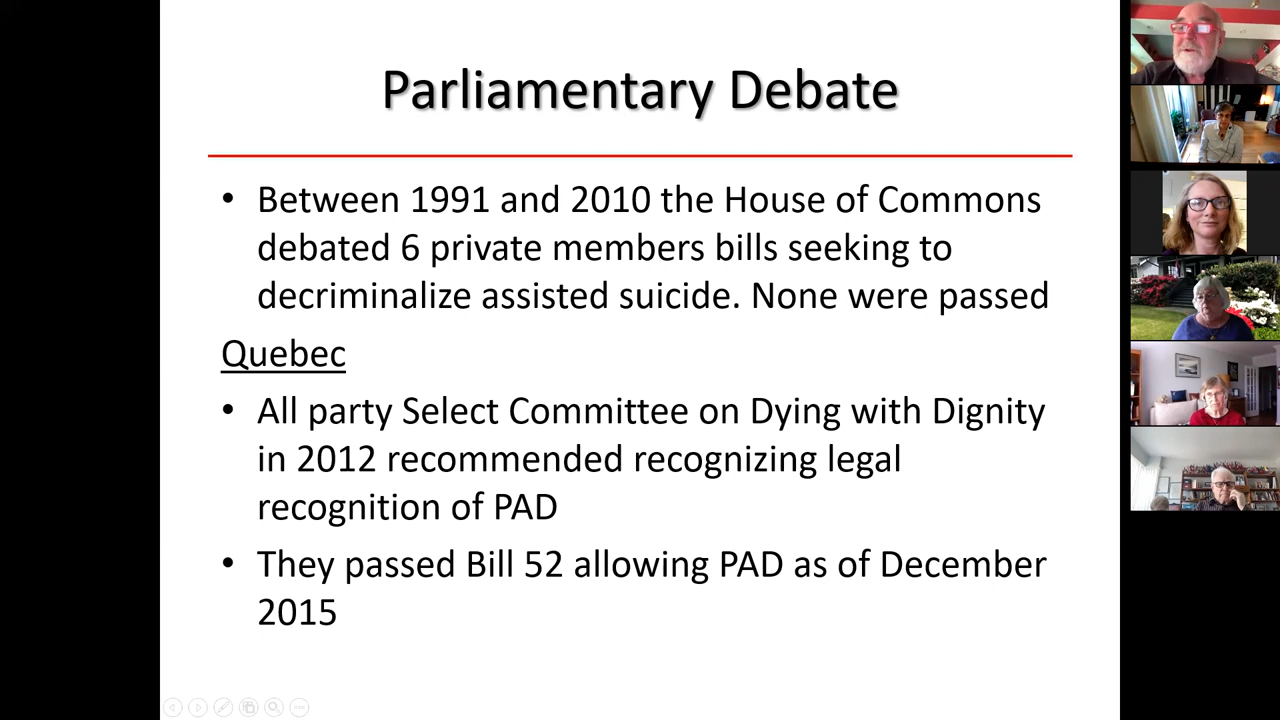 Parliamentary Debate
• Between 1991 and 2010 the House of Commons
debated 6 private members bills seeking to
decriminalize assisted suicide. None were passed
Quebec
• All party Select Committee on Dying with Dignity
in 2012 recommended recognizing legal
recognition of PAD
• They passed Bill 52 allowing PAD as of December
2015